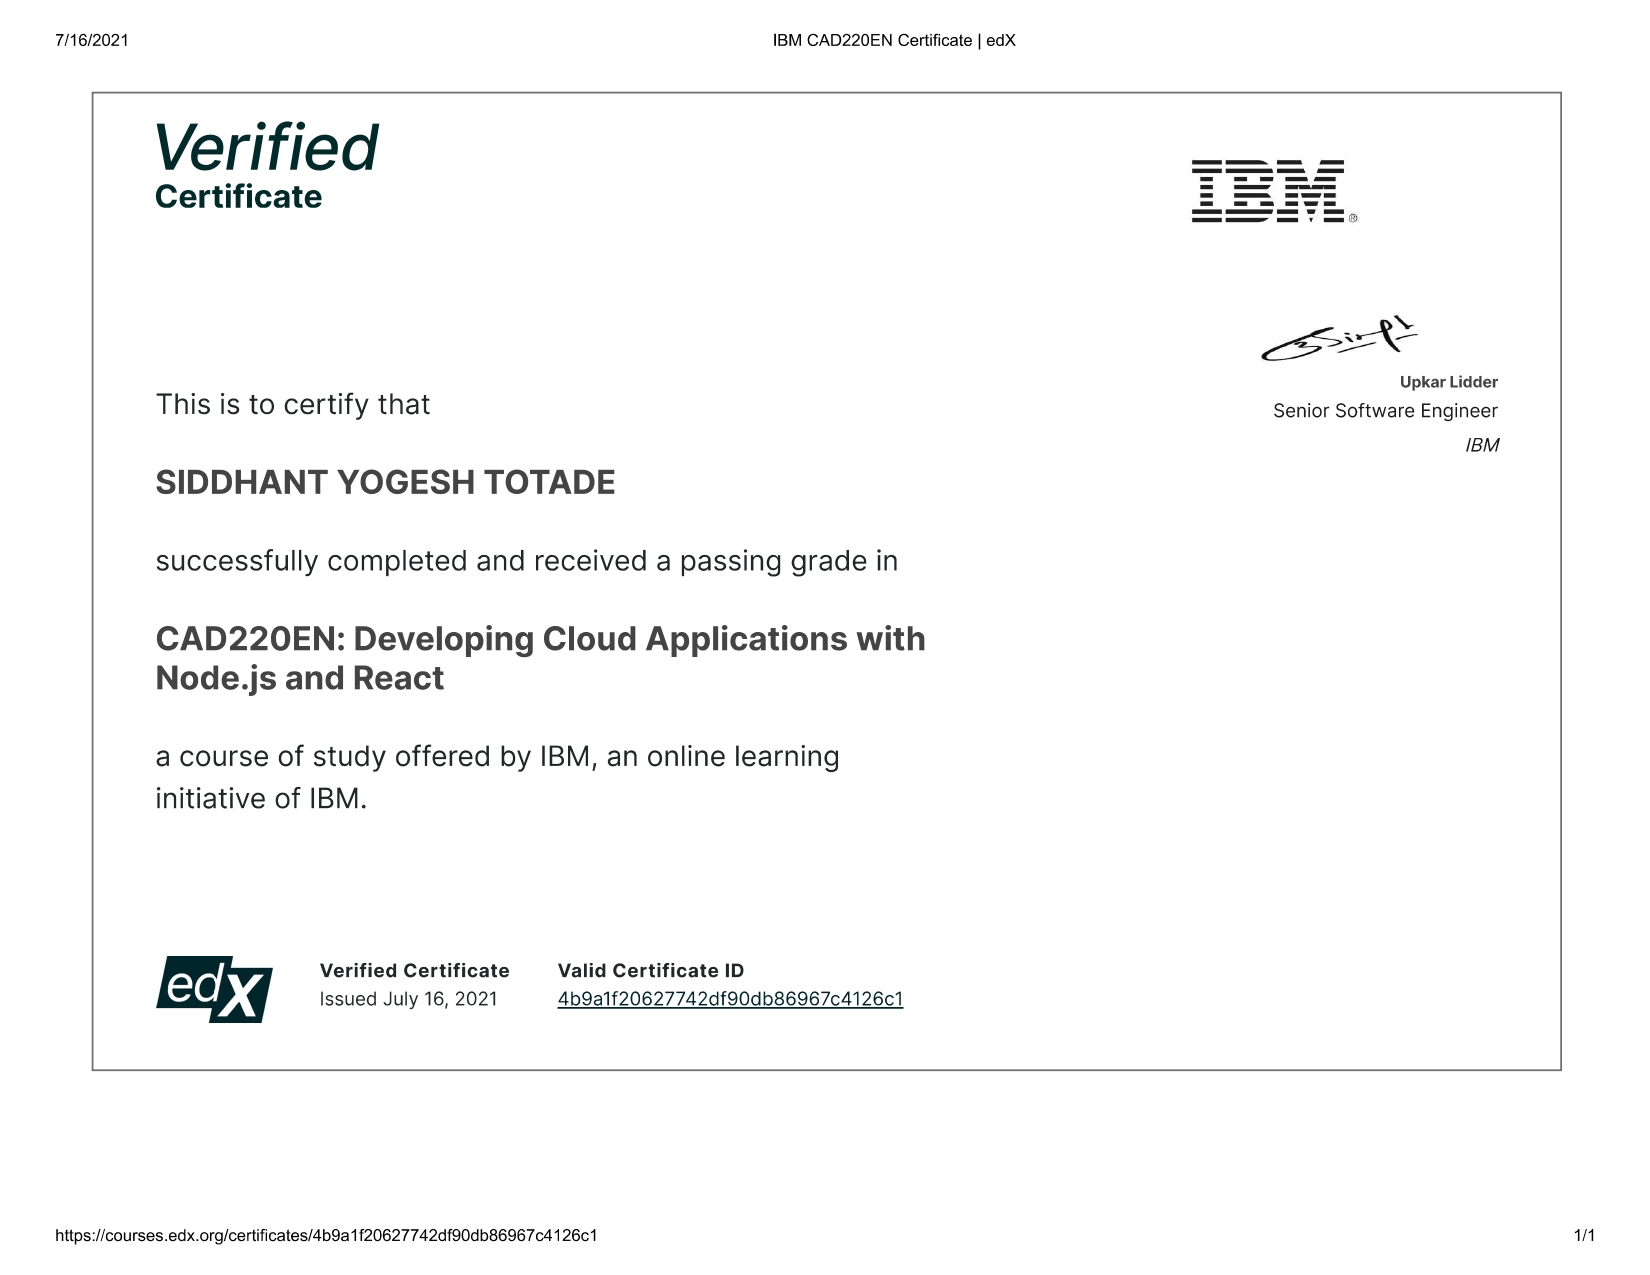 7/16/2021
IBM CAD220EN Certificate | edX
Verified
Certificate
IBM®
Upkar Lidder
Senior Software Engineer
IBM
This is to certify that
SIDDHANT YOGESH TOTADE
successfully completed and received a passing grade in
CAD220EN: Developing Cloud Applications with
Node.js and React
a course of study offered by IBM, an online learning
initiative of IBM.
edX
Verified Certificate
Issued July 16, 2021
Valid Certificate ID
4b9a1f20627742df90db86967c4126c1
https://courses.edx.org/certificates/4b9a1f20627742df90db86967c4126c1
1/1